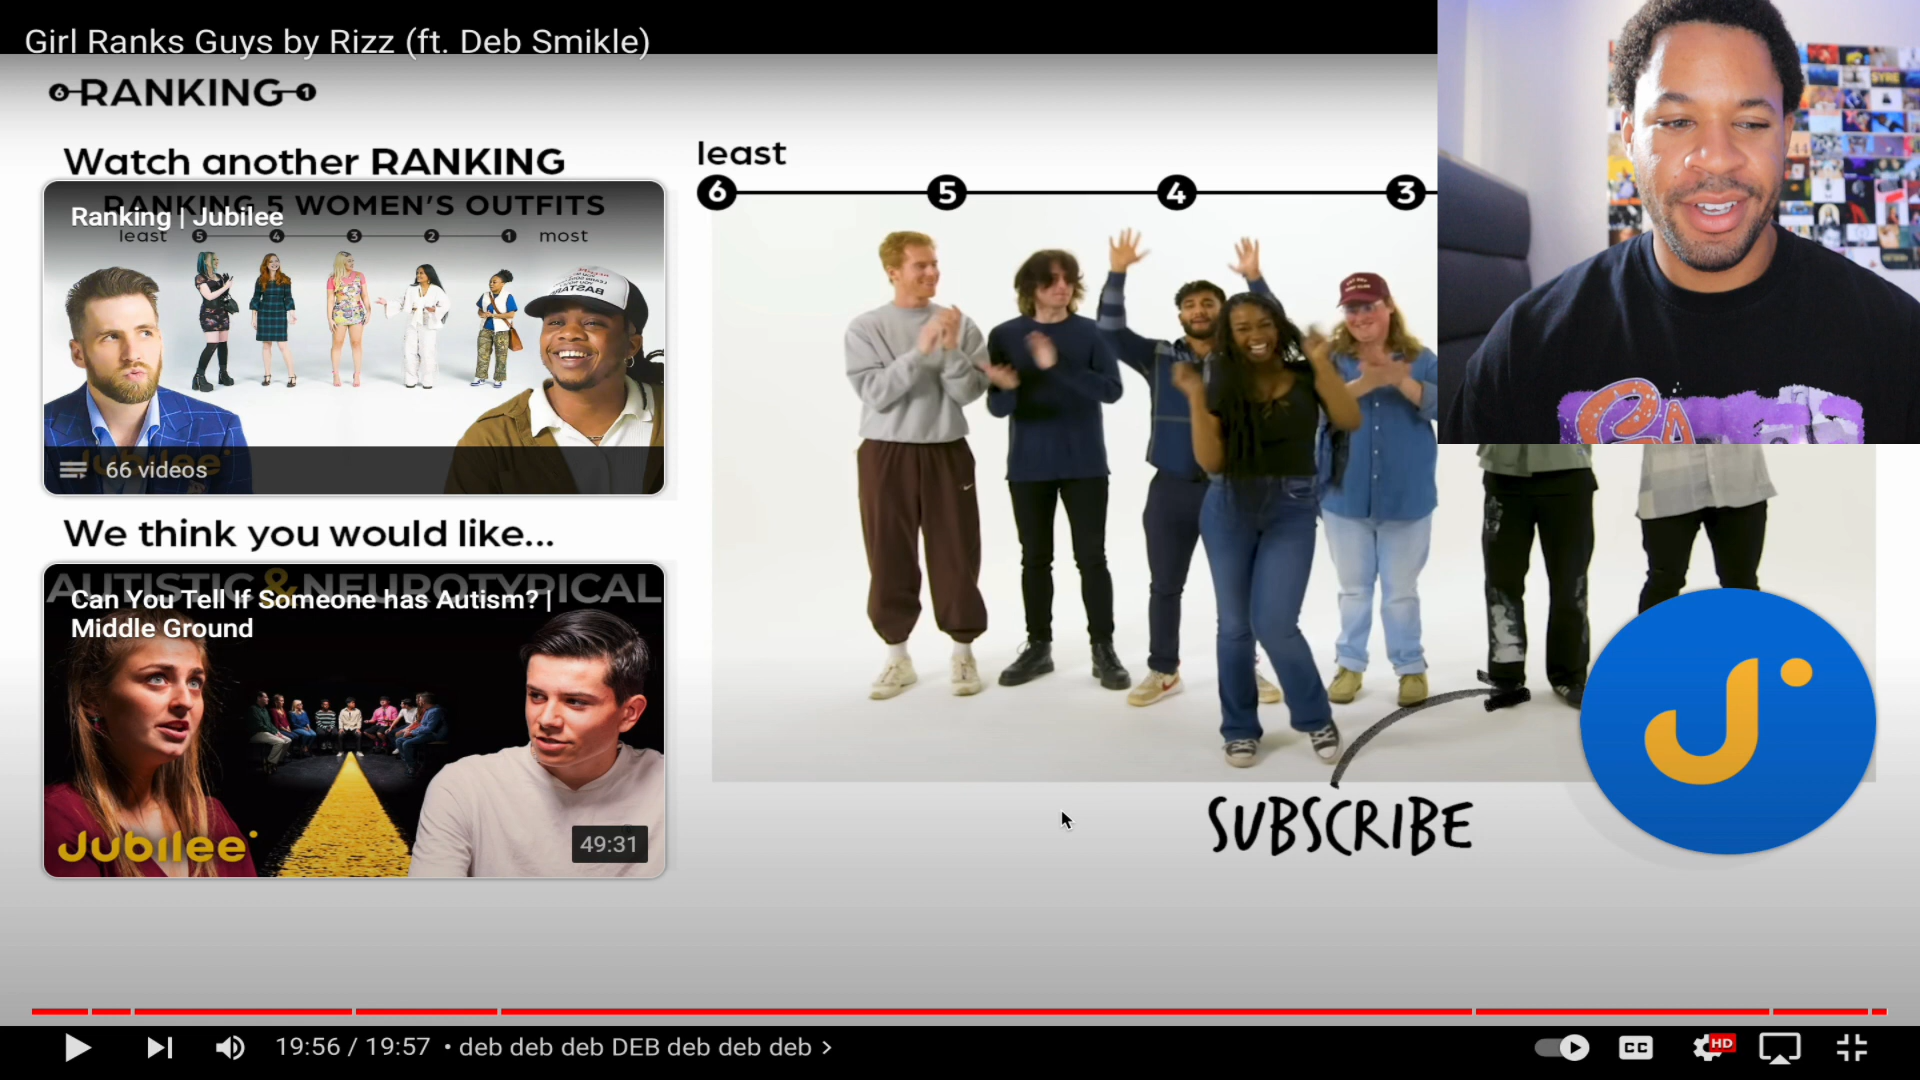 Girl Ranks Guys by Rizz (ft. Deb Smikle)
6 RANKING 1
Watch another RANKING
RANKING 5 WOMEN'S OUTFITS
Ranking | Jubilee
least 5 4 3 2 1 most
66 videos
least
6 5 4 3
We think you would like...
AUTISTIC & NEUROTYPICAL
Can You Tell If Someone has Autism? |
Middle Ground
Jubilee
49:31
SUBSCRIBE
19:56 / 19:57 • deb deb deb DEB deb deb deb >
CC
HD